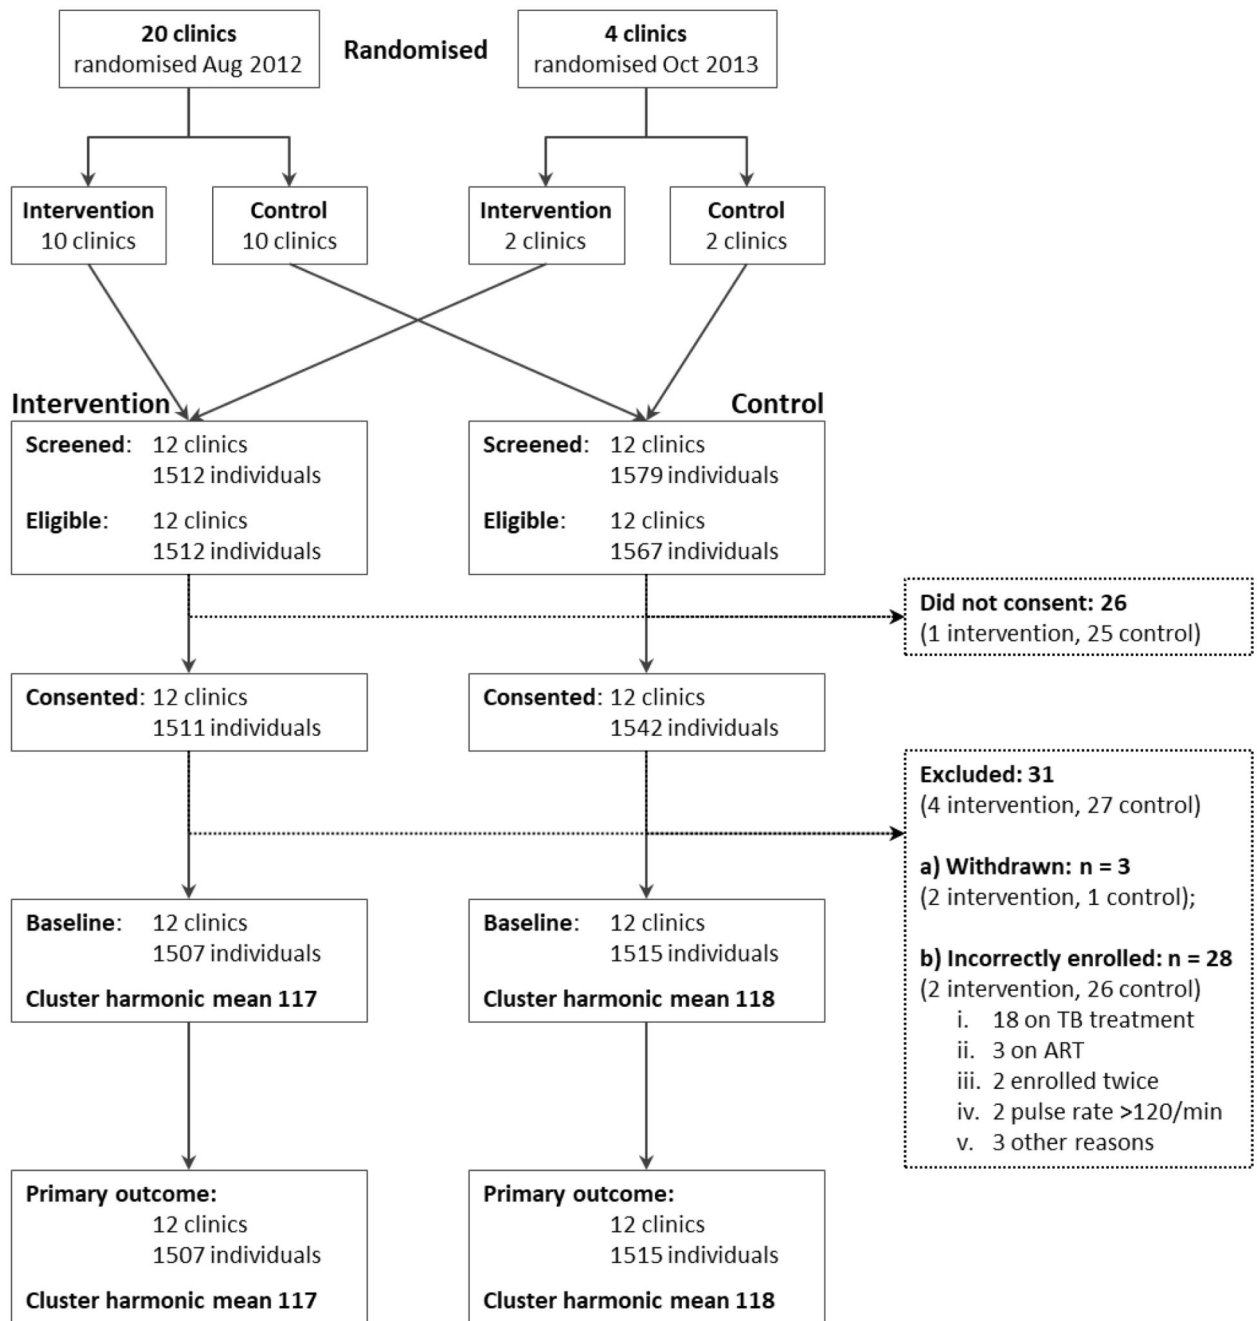 20 clinics
randomised Aug 2012
Randomised
4 clinics
randomised Oct 2013
Intervention
10 clinics
Control
10 clinics
Intervention
2 clinics
Control
2 clinics
Intervention
Screened: 12 clinics
1512 individuals
Eligible: 12 clinics
1512 individuals
Control
Screened: 12 clinics
1579 individuals
Eligible: 12 clinics
1567 individuals
Did not consent: 26
(1 intervention, 25 control)
Consented: 12 clinics
1511 individuals
Consented: 12 clinics
1542 individuals
Excluded: 31
(4 intervention, 27 control)
a) Withdrawn: n = 3
(2 intervention, 1 control);
b) Incorrectly enrolled: n = 28
(2 intervention, 26 control)
i. 18 on TB treatment
ii. 3 on ART
iii. 2 enrolled twice
iv. 2 pulse rate >120/min
v. 3 other reasons
Baseline: 12 clinics
1507 individuals
Cluster harmonic mean 117
Baseline: 12 clinics
1515 individuals
Cluster harmonic mean 118
Primary outcome:
12 clinics
1507 individuals
Cluster harmonic mean 117
Primary outcome:
12 clinics
1515 individuals
Cluster harmonic mean 118